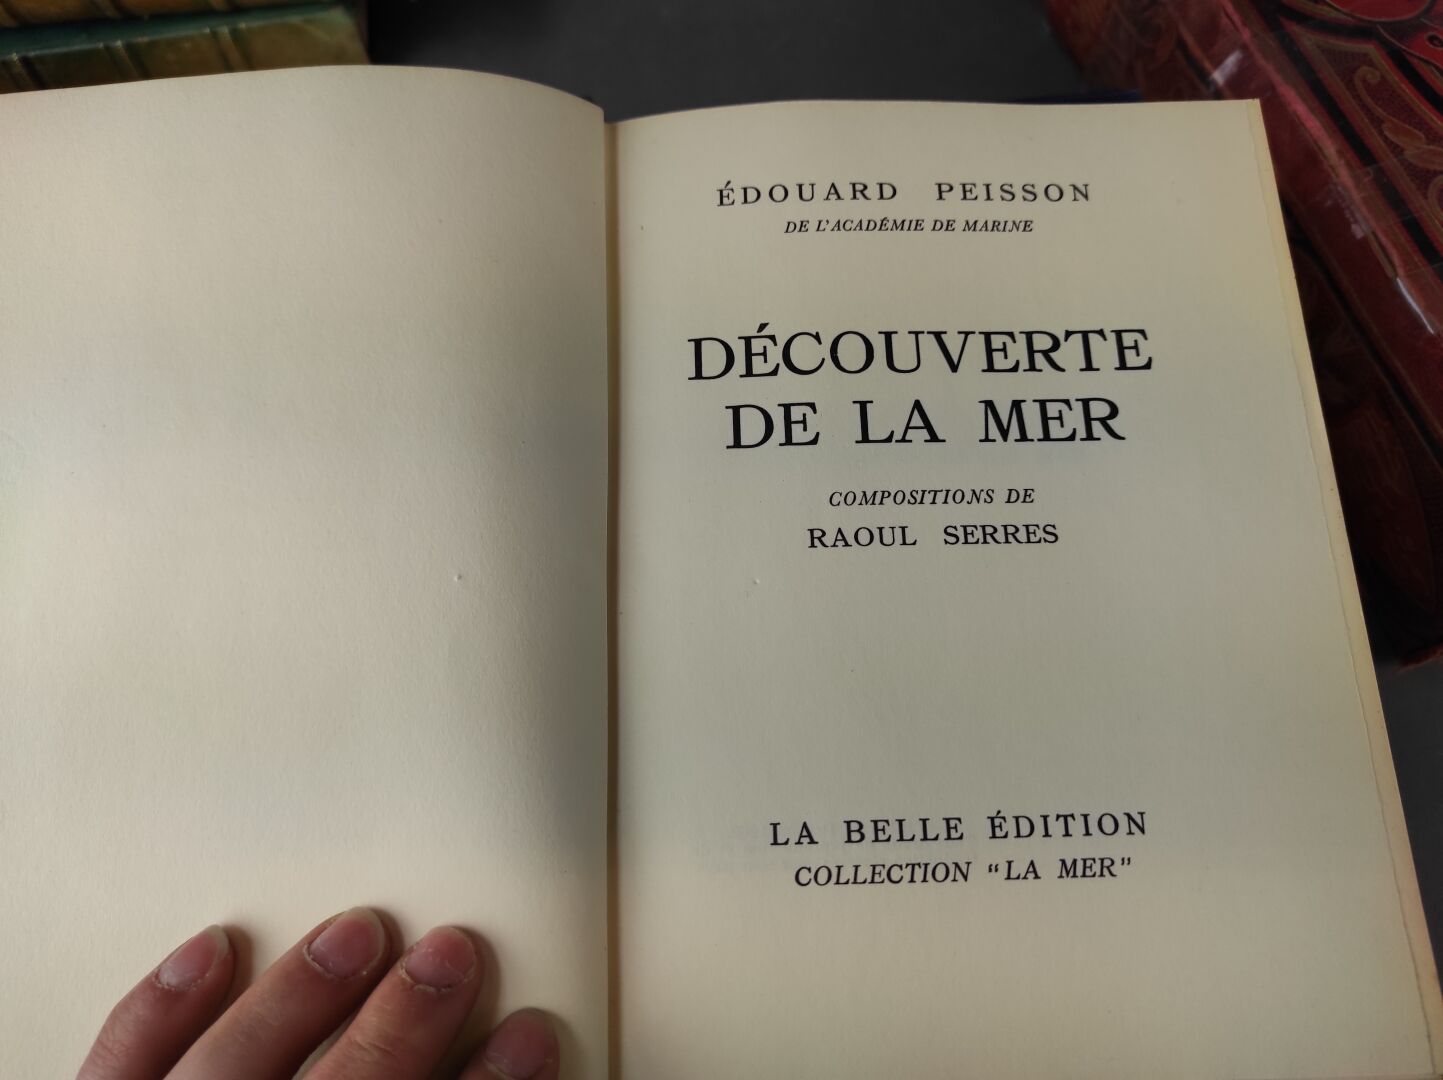 ÉDOUARD PEISSON
DE L'ACADÉMIE DE MARINE
DÉCOUVERTE
DE LA MER
COMPOSITIONS DE
RAOUL SERRES
LA BELLE ÉDITION
COLLECTION "LA MER"